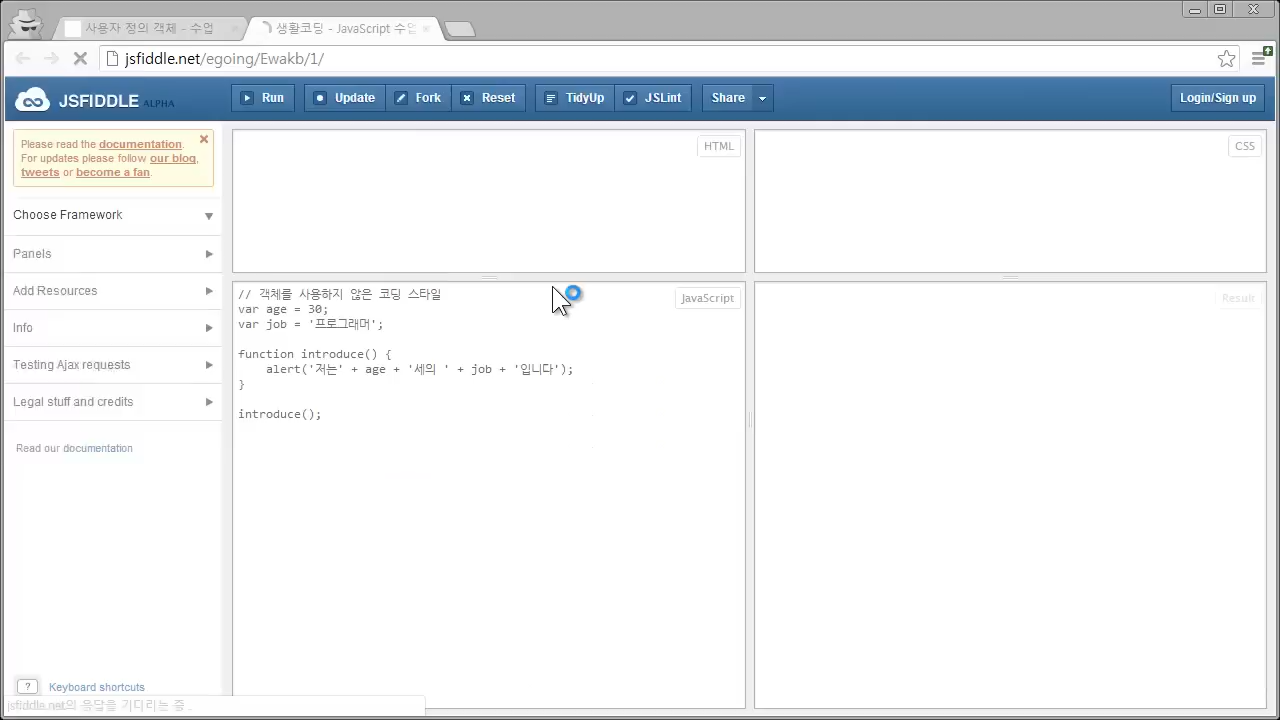 사용자 정의 객체 - 수업
생활코딩 - JavaScript 수업
jsfiddle.net/egoing/Ewakb/1/
JSFIDDLE ALPHA
Run
Update
Fork
Reset
TidyUp
JSLint
Share
Login/Sign up
Please read the documentation.
For updates please follow our blog,
tweets or become a fan.
Choose Framework
Panels
Add Resources
Info
Testing Ajax requests
Legal stuff and credits
Read our documentation
? Keyboard shortcuts
HTML
CSS
JavaScript
// 객체를 사용하지 않은 코딩 스타일
var age = 30;
var job = '프로그래머';
function introduce() {
alert('저는' + age + '세의 ' + job + '입니다');
}
introduce();
Result
jsfiddle.net의 응답을 기다리는 중...